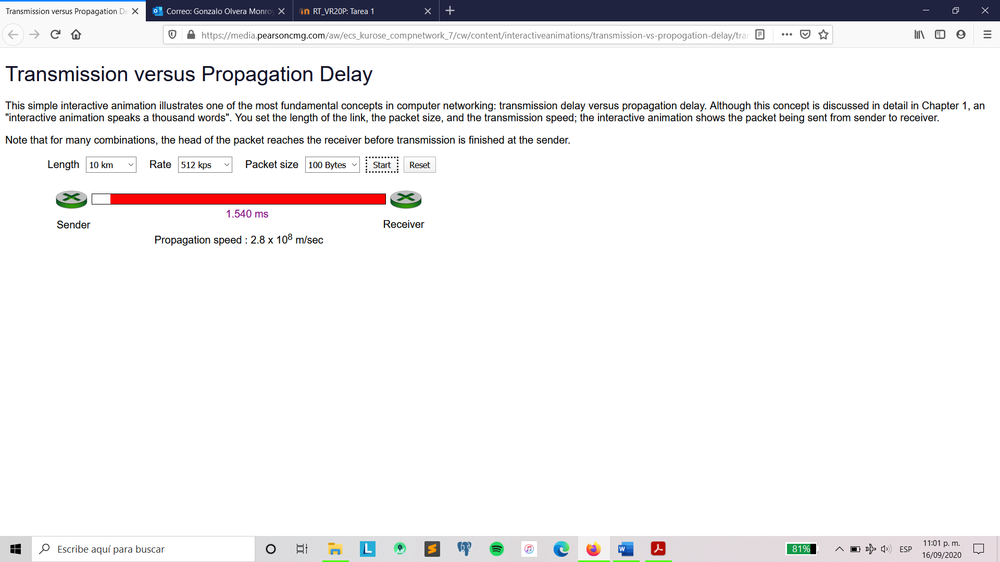 Transmission versus Propagation De
Correo: Gonzalo Olvera Monroy
RT_VR20P: Tarea 1
https://media.pearsoncmg.com/aw/ecs_kurose_compnetwork_7/cw/content/interactiveanimations/transmission-vs-propogation-delay/tra
Transmission versus Propagation Delay
This simple interactive animation illustrates one of the most fundamental concepts in computer networking: transmission delay versus propagation delay. Although this concept is discussed in detail in Chapter 1, an
"interactive animation speaks a thousand words". You set the length of the link, the packet size, and the transmission speed; the interactive animation shows the packet being sent from sender to receiver.
Note that for many combinations, the head of the packet reaches the receiver before transmission is finished at the sender.
Length 10 km Rate 512 kps Packet size 100 Bytes Start Reset
1.540 ms
Sender Receiver
Propagation speed : 2.8 x 10⁸ m/sec
Escribe aquí para buscar
81% ESP 11:01 p. m.
16/09/2020